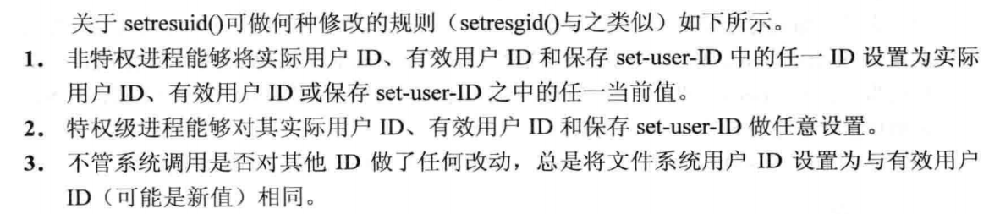 关于 setresuid()可做何种修改的规则（setresgid()与之类似）如下所示。
1. 非特权进程能够将实际用户 ID、有效用户 ID 和保存 set-user-ID 中的任一 ID 设置为实际
用户 ID、有效用户 ID 或保存 set-user-ID 之中的任一当前值。
2. 特权级进程能够对其实际用户 ID、有效用户 ID 和保存 set-user-ID 做任意设置。
3. 不管系统调用是否对其他 ID 做了任何改动，总是将文件系统用户 ID 设置为与有效用户
ID（可能是新值）相同。